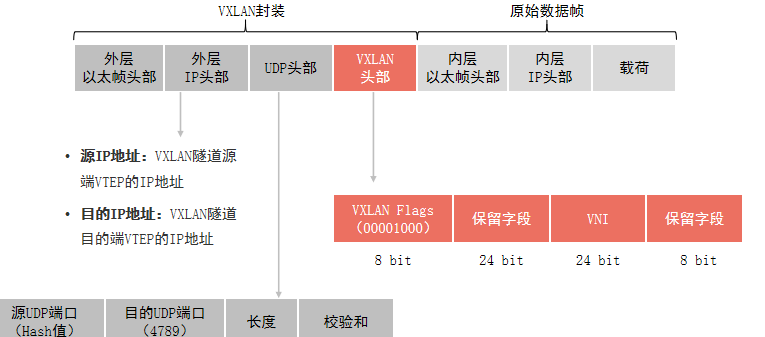 VXLAN封装
原始数据帧
外层
以太帧头部
外层
IP头部
UDP头部
VXLAN
头部
内层
以太帧头部
内层
IP头部
载荷
• 源IP地址：VXLAN隧道源
端VTEP的IP地址
• 目的IP地址：VXLAN隧道
目的端VTEP的IP地址
VXLAN Flags
（00001000）
保留字段
VNI
保留字段
8 bit
24 bit
24 bit
8 bit
源UDP端口
（Hash值）
目的UDP端口
（4789）
长度
校验和